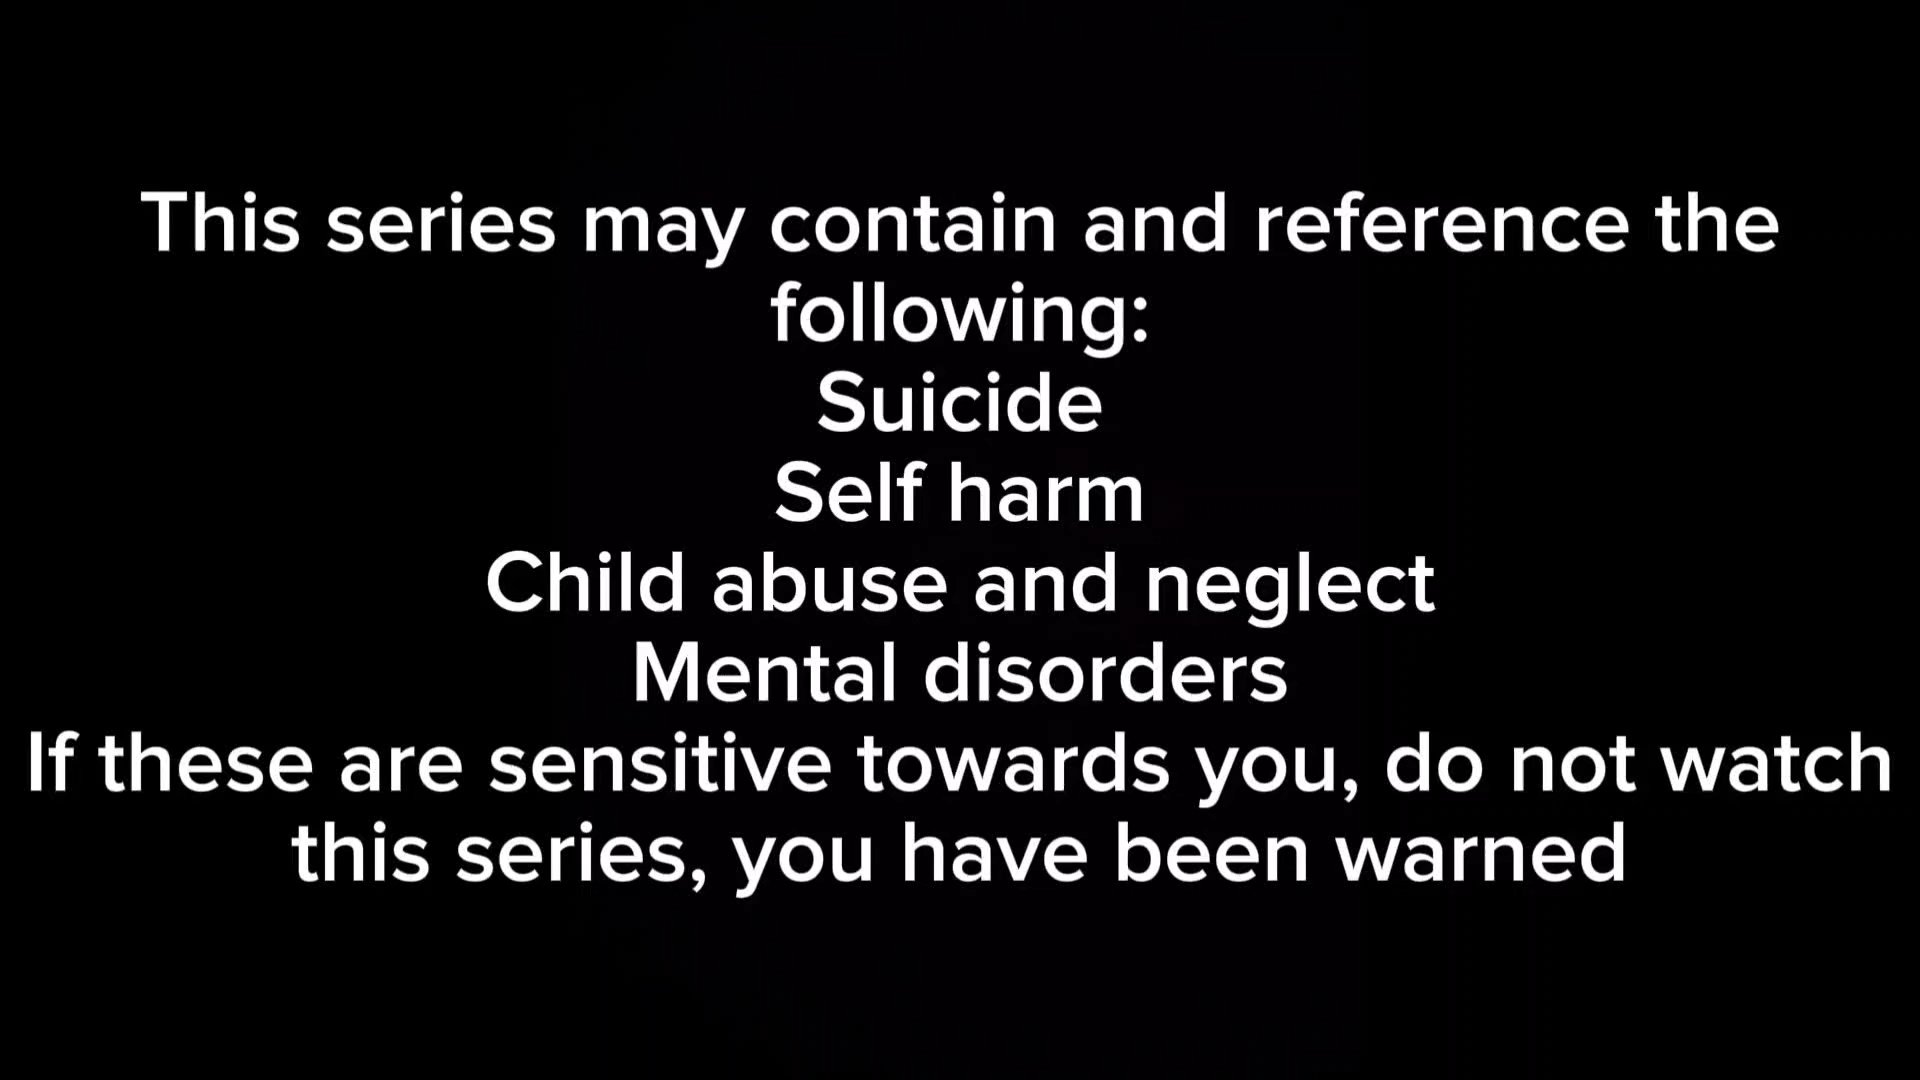 This series may contain and reference the
following:
Suicide
Self harm
Child abuse and neglect
Mental disorders
If these are sensitive towards you, do not watch
this series, you have been warned